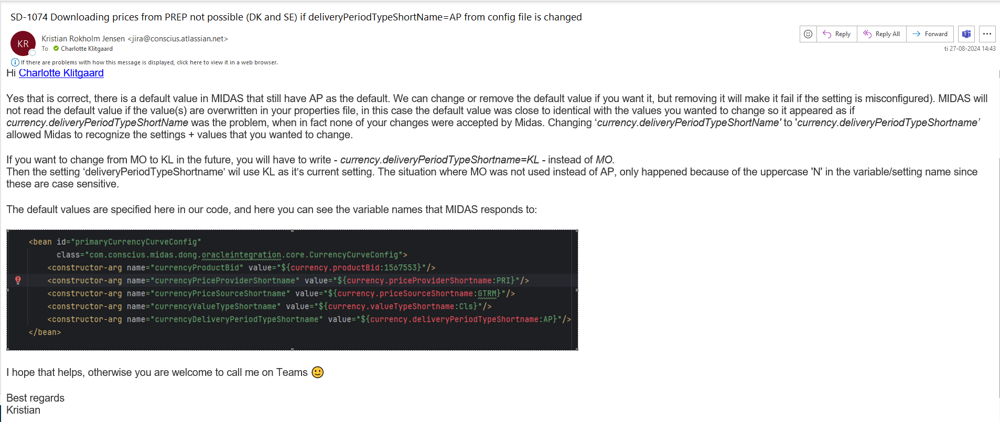 SD-1074 Downloading prices from PREP not possible (DK and SE) if deliveryPeriodTypeShortName=AP from config file is changed
KR
Kristian Rokholm Jensen <jira@conscius.atlassian.net>
To Charlotte Klitgaard
Reply
Reply All
Forward
ti 27-08-2024 14:43
If there are problems with how this message is displayed, click here to view it in a web browser.
Hi Charlotte Klitgaard
Yes that is correct, there is a default value in MIDAS that still have AP as the default. We can change or remove the default value if you want it, but removing it will make it fail if the setting is misconfigured). MIDAS will
not read the default value if the value(s) are overwritten in your properties file, in this case the default value was close to identical with the values you wanted to change so it appeared as if
currency.deliveryPeriodTypeShortName was the problem, when in fact none of your changes were accepted by Midas. Changing ‘currency.deliveryPeriodTypeShortName' to 'currency.deliveryPeriodTypeShortname’
allowed Midas to recognize the settings + values that you wanted to change.
If you want to change from MO to KL in the future, you will have to write - currency.deliveryPeriodTypeShortname=KL - instead of MO.
Then the setting ‘deliveryPeriodTypeShortname’ wil use KL as it’s current setting. The situation where MO was not used instead of AP, only happened because of the uppercase 'N' in the variable/setting name since
these are case sensitive.
The default values are specified here in our code, and here you can see the variable names that MIDAS responds to:
<bean id="primaryCurrencyCurveConfig"
class="com.conscius.midas.dong.oracleintegration.core.CurrencyCurveConfig">
<constructor-arg name="currencyProductBid" value="${currency.productBid:1567553}"/>
<constructor-arg name="currencyPriceProviderShortname" value="${currency.priceProviderShortname:PRI}"/>
<constructor-arg name="currencyPriceSourceShortname" value="${currency.priceSourceShortname:GTRM}"/>
<constructor-arg name="currencyValueTypeShortname" value="${currency.valueTypeShortname:Cls}"/>
<constructor-arg name="currencyDeliveryPeriodTypeShortname" value="${currency.deliveryPeriodTypeShortname:AP}"/>
</bean>
I hope that helps, otherwise you are welcome to call me on Teams
Best regards
Kristian